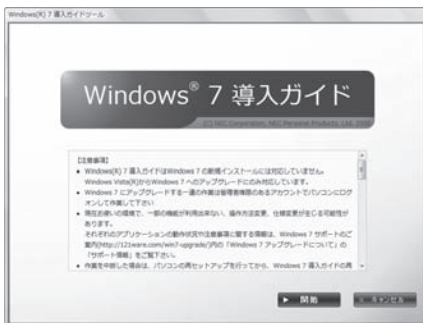 Windows(R) 7 導入ガイドツール
Windows® 7 導入ガイド
(C) NEC Corporation, NEC Personal Products, Ltd. 2009
【注意事項】
● Windows(R) 7 導入ガイドはWindows 7 の新規インストールには対応していません。
Windows Vista(R)からWindows 7 へのアップグレードにのみ対応しています。
● Windows 7 にアップグレードする一連の作業は管理者権限のあるアカウントでパソコンにログ
オンして作業して下さい
● 現在お使いの環境で、一部の機能が利用出来ない、操作方法変更、仕様変更が生じる可能性が
あります。
それぞれのアプリケーションの動作状況や注意事項に関する情報は、Windows 7 サポートのご
案内(http://121ware.com/win7-upgrade/)内の「Windows 7 アップグレードについて」の
「サポート情報」をご覧下さい。
● 作業を中断した場合は、パソコンの再セットアップを行ってから、Windows 7 導入ガイドの再
開始
キャンセル